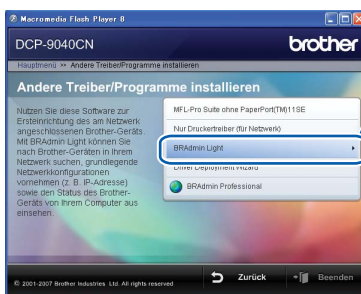 Macromedia Flash Player 8
DCP-9040CN
brother
Hauptmenü >> Andere Treiber/Programme installieren
Andere Treiber/Programme installieren
Nutzen Sie diese Software zur
Ersteinrichtung des am Netzwerk
angeschlossenen Brother-Geräts.
Mit BRAdmin Light können Sie
nach Brother-Geräten in Ihrem
Netzwerk suchen, grundlegende
Netzwerkkonfigurationen
vornehmen (z. B. IP-Adresse)
sowie den Status des Brother-
Geräts von Ihrem Computer aus
einsehen.
MFL-Pro Suite ohne PaperPort(TM)11SE
Nur Druckertreiber (für Netzwerk)
BRAdmin Light
Driver Deployment Wizard
BRAdmin Professional
© 2001-2007 Brother Industries Ltd. All rights reserved
Zurück
Beenden